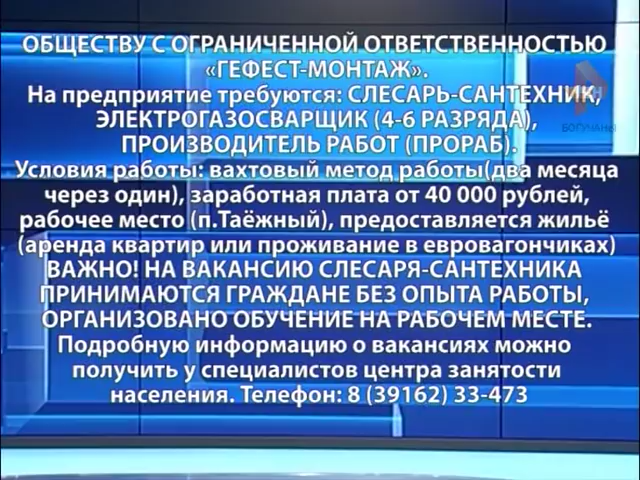 ОБЩЕСТВУ С ОГРАНИЧЕННОЙ ОТВЕТСТВЕННОСТЬЮ
«ГЕФЕСТ-МОНТАЖ».
На предприятие требуются: СЛЕСАРЬ-САНТЕХНИК,
ЭЛЕКТРОГАЗОСВАРЩИК (4-6 РАЗРЯДА),
ПРОИЗВОДИТЕЛЬ РАБОТ (ПРОРАБ).
Условия работы: вахтовый метод работы(два месяца
через один), заработная плата от 40 000 рублей,
рабочее место (п.Таёжный), предоставляется жильё
(аренда квартир или проживание в евровагончиках)
ВАЖНО! НА ВАКАНСИЮ СЛЕСАРЯ-САНТЕХНИКА
ПРИНИМАЮТСЯ ГРАЖДАНЕ БЕЗ ОПЫТА РАБОТЫ,
ОРГАНИЗОВАНО ОБУЧЕНИЕ НА РАБОЧЕМ МЕСТЕ.
Подробную информацию о вакансиях можно
получить у специалистов центра занятости
населения. Телефон: 8 (39162) 33-473
БОГУЧАНЫ